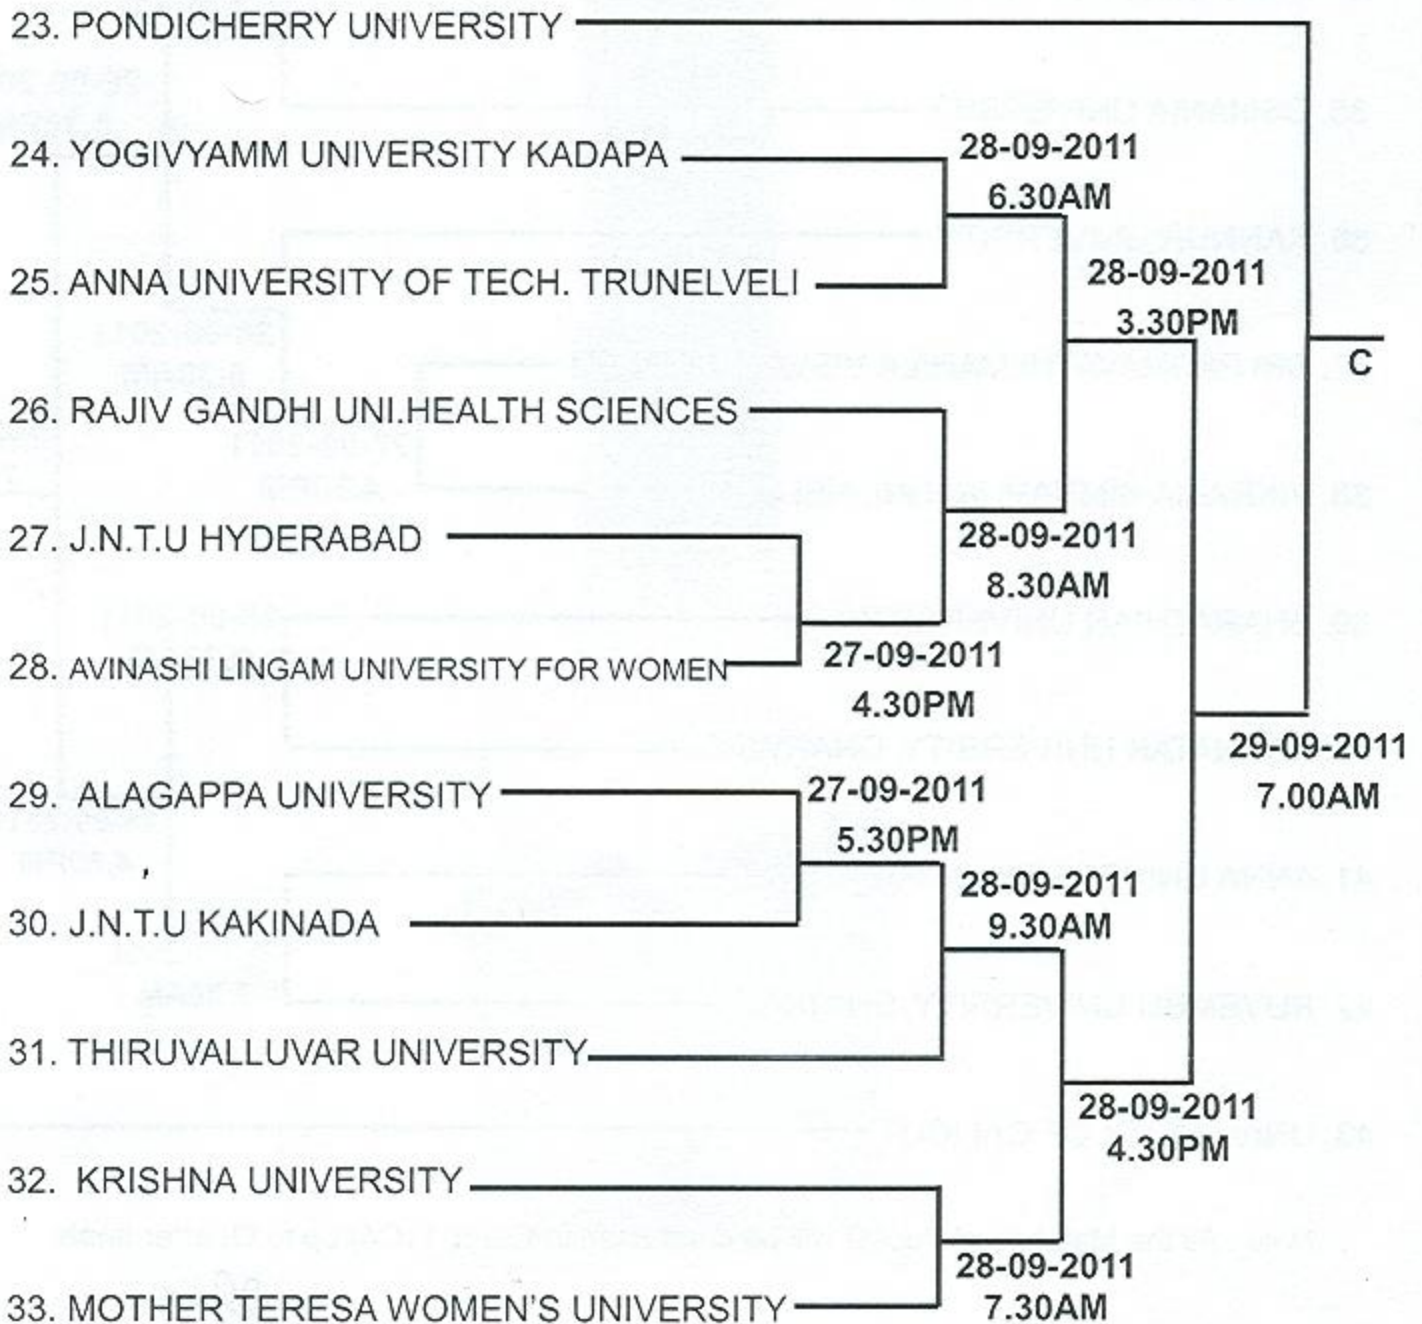 23. PONDICHERRY UNIVERSITY
24. YOGIVYAMM UNIVERSITY KADAPA
28-09-2011
6.30AM
25. ANNA UNIVERSITY OF TECH. TRUNELVELI
28-09-2011
3.30PM
C
26. RAJIV GANDHI UNI.HEALTH SCIENCES
27. J.N.T.U HYDERABAD
28-09-2011
8.30AM
28. AVINASHI LINGAM UNIVERSITY FOR WOMEN
27-09-2011
4.30PM
29-09-2011
7.00AM
29. ALAGAPPA UNIVERSITY
27-09-2011
5.30PM
28-09-2011
9.30AM
30. J.N.T.U KAKINADA
31. THIRUVALLUVAR UNIVERSITY
28-09-2011
4.30PM
32. KRISHNA UNIVERSITY
28-09-2011
7.30AM
33. MOTHER TERESA WOMEN'S UNIVERSITY